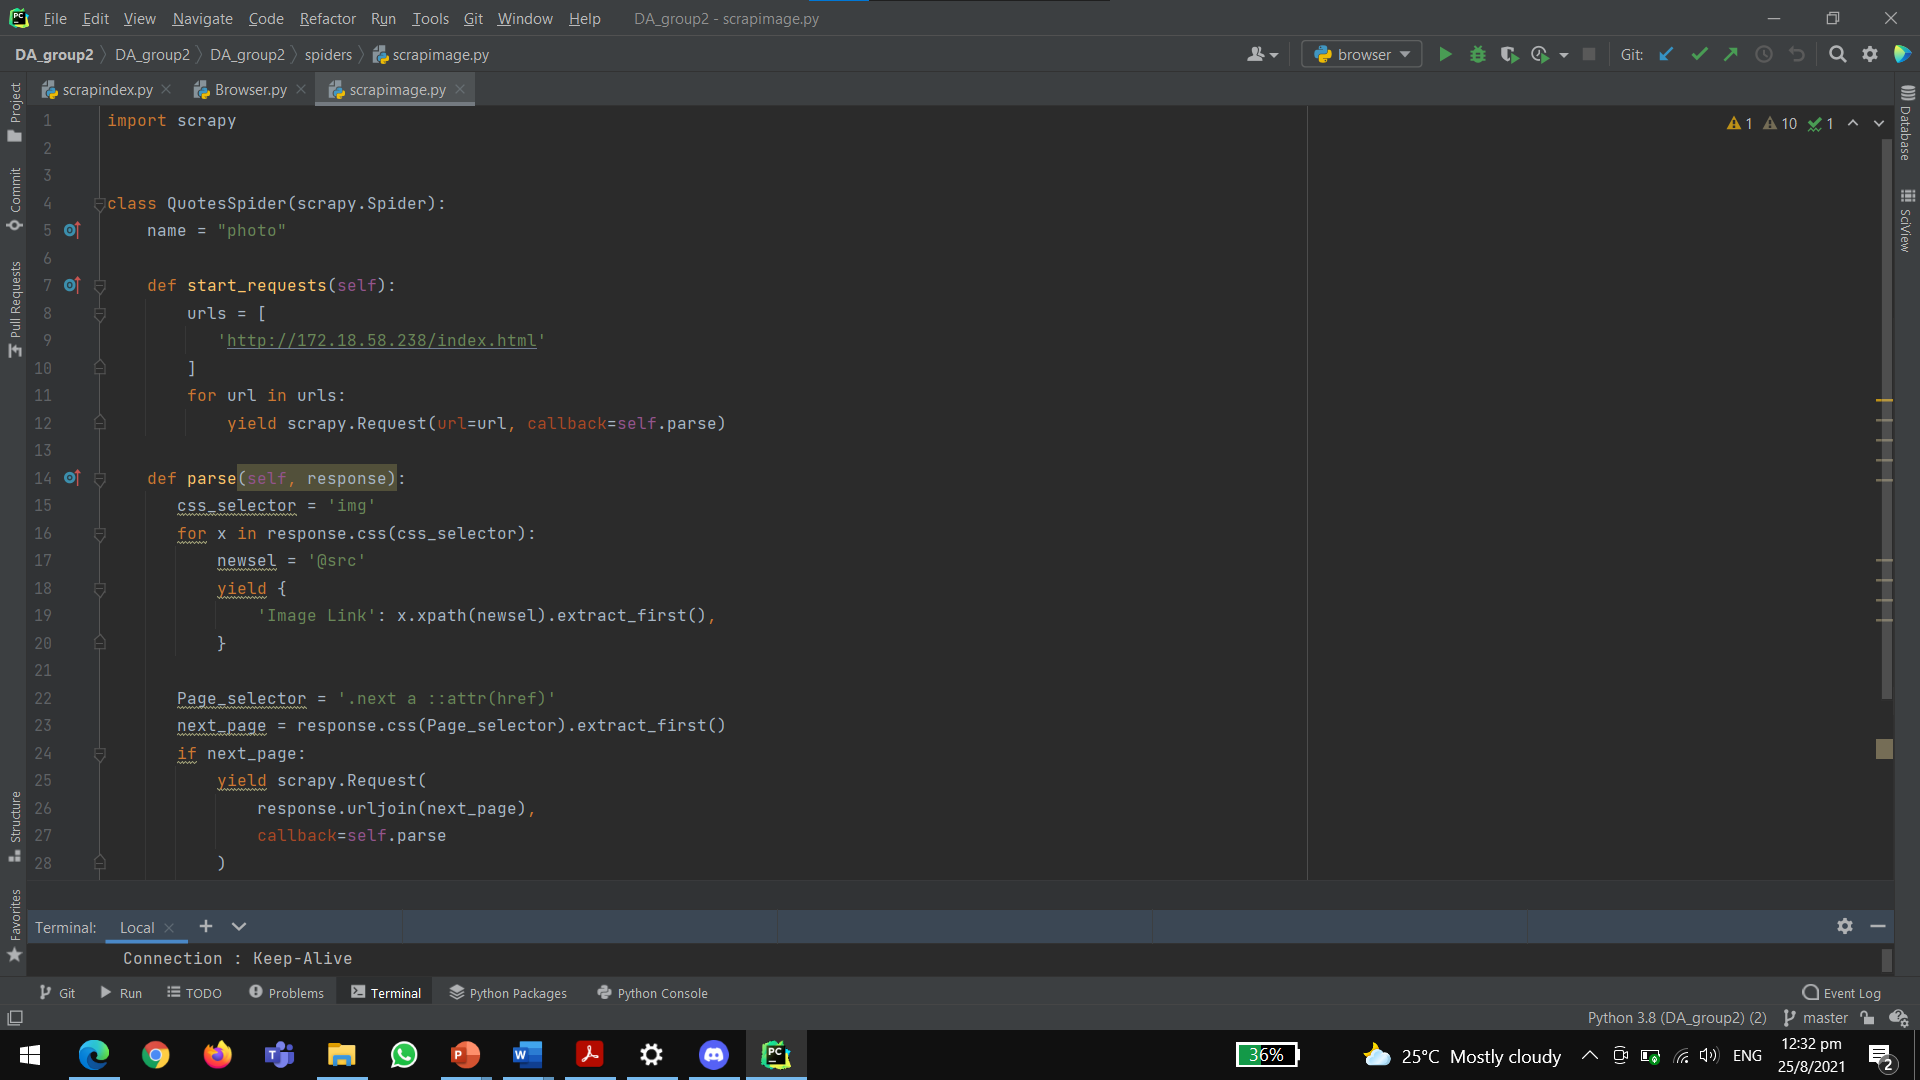 File Edit View Navigate Code Refactor Run Tools Git Window Help DA_group2 - scrapimage.py
DA_group2 DA_group2 DA_group2 spiders scrapimage.py browser Git:
scrapindex.py Browser.py scrapimage.py
1 import scrapy 1 10 1
2
3
4 class QuotesSpider(scrapy.Spider):
5 name = "photo"
6
7 def start_requests(self):
8 urls = [
9 'http://172.18.58.238/index.html'
10 ]
11 for url in urls:
12 yield scrapy.Request(url=url, callback=self.parse)
13
14 def parse(self, response):
15 css_selector = 'img'
16 for x in response.css(css_selector):
17 newsel = '@src'
18 yield {
19 'Image Link': x.xpath(newsel).extract_first(),
20 }
21
22 Page_selector = '.next a ::attr(href)'
23 next_page = response.css(Page_selector).extract_first()
24 if next_page:
25 yield scrapy.Request(
26 response.urljoin(next_page),
27 callback=self.parse
28 )
Project
Commit
Pull Requests
Structure
Favorites
Database
SciView
Terminal: Local
Connection : Keep-Alive
Git Run TODO Problems Terminal Python Packages Python Console Event Log
Python 3.8 (DA_group2) (2) master
36% 25°C Mostly cloudy ENG 12:32 pm
25/8/2021 2